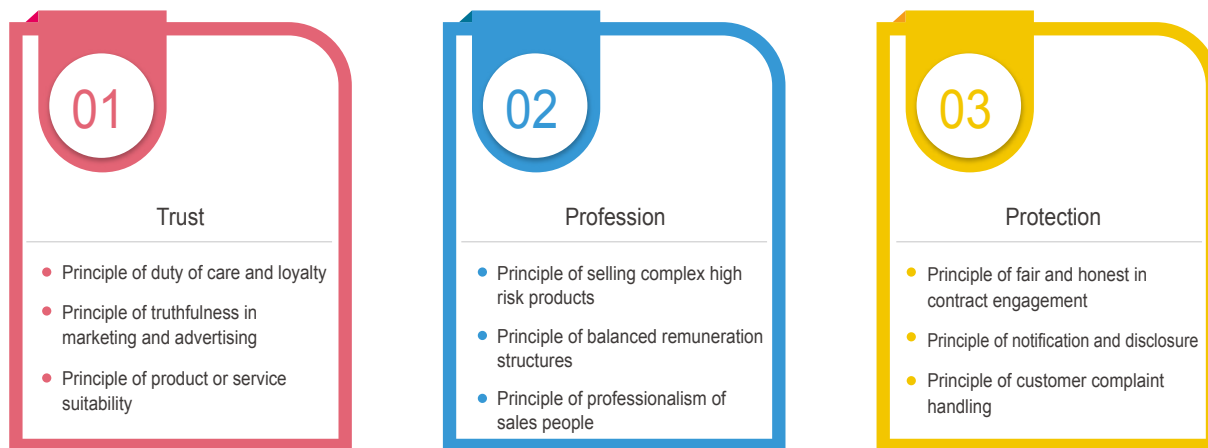 01
Trust
Principle of duty of care and loyalty
Principle of truthfulness in
marketing and advertising
Principle of product or service
suitability
02
Profession
Principle of selling complex high
risk products
Principle of balanced remuneration
structures
Principle of professionalism of
sales people
03
Protection
Principle of fair and honest in
contract engagement
Principle of notification and disclosure
Principle of customer complaint
handling